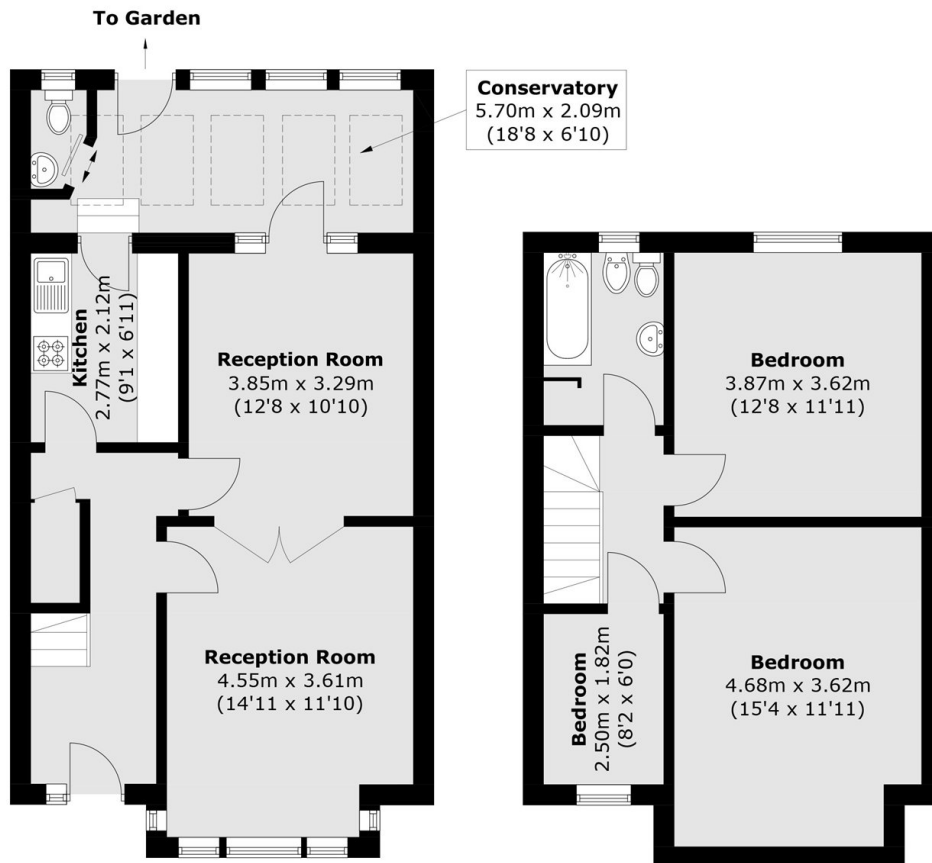 To Garden
Conservatory
5.70m x 2.09m
(18'8 x 6'10)
Kitchen
2.77m x 2.12m
(9'1 x 6'11)
Reception Room
3.85m x 3.29m
(12'8 x 10'10)
Reception Room
4.55m x 3.61m
(14'11 x 11'10)
Bedroom
3.87m x 3.62m
(12'8 x 11'11)
Bedroom
2.50m x 1.82m
(8'2 x 6'0)
Bedroom
4.68m x 3.62m
(15'4 x 11'11)